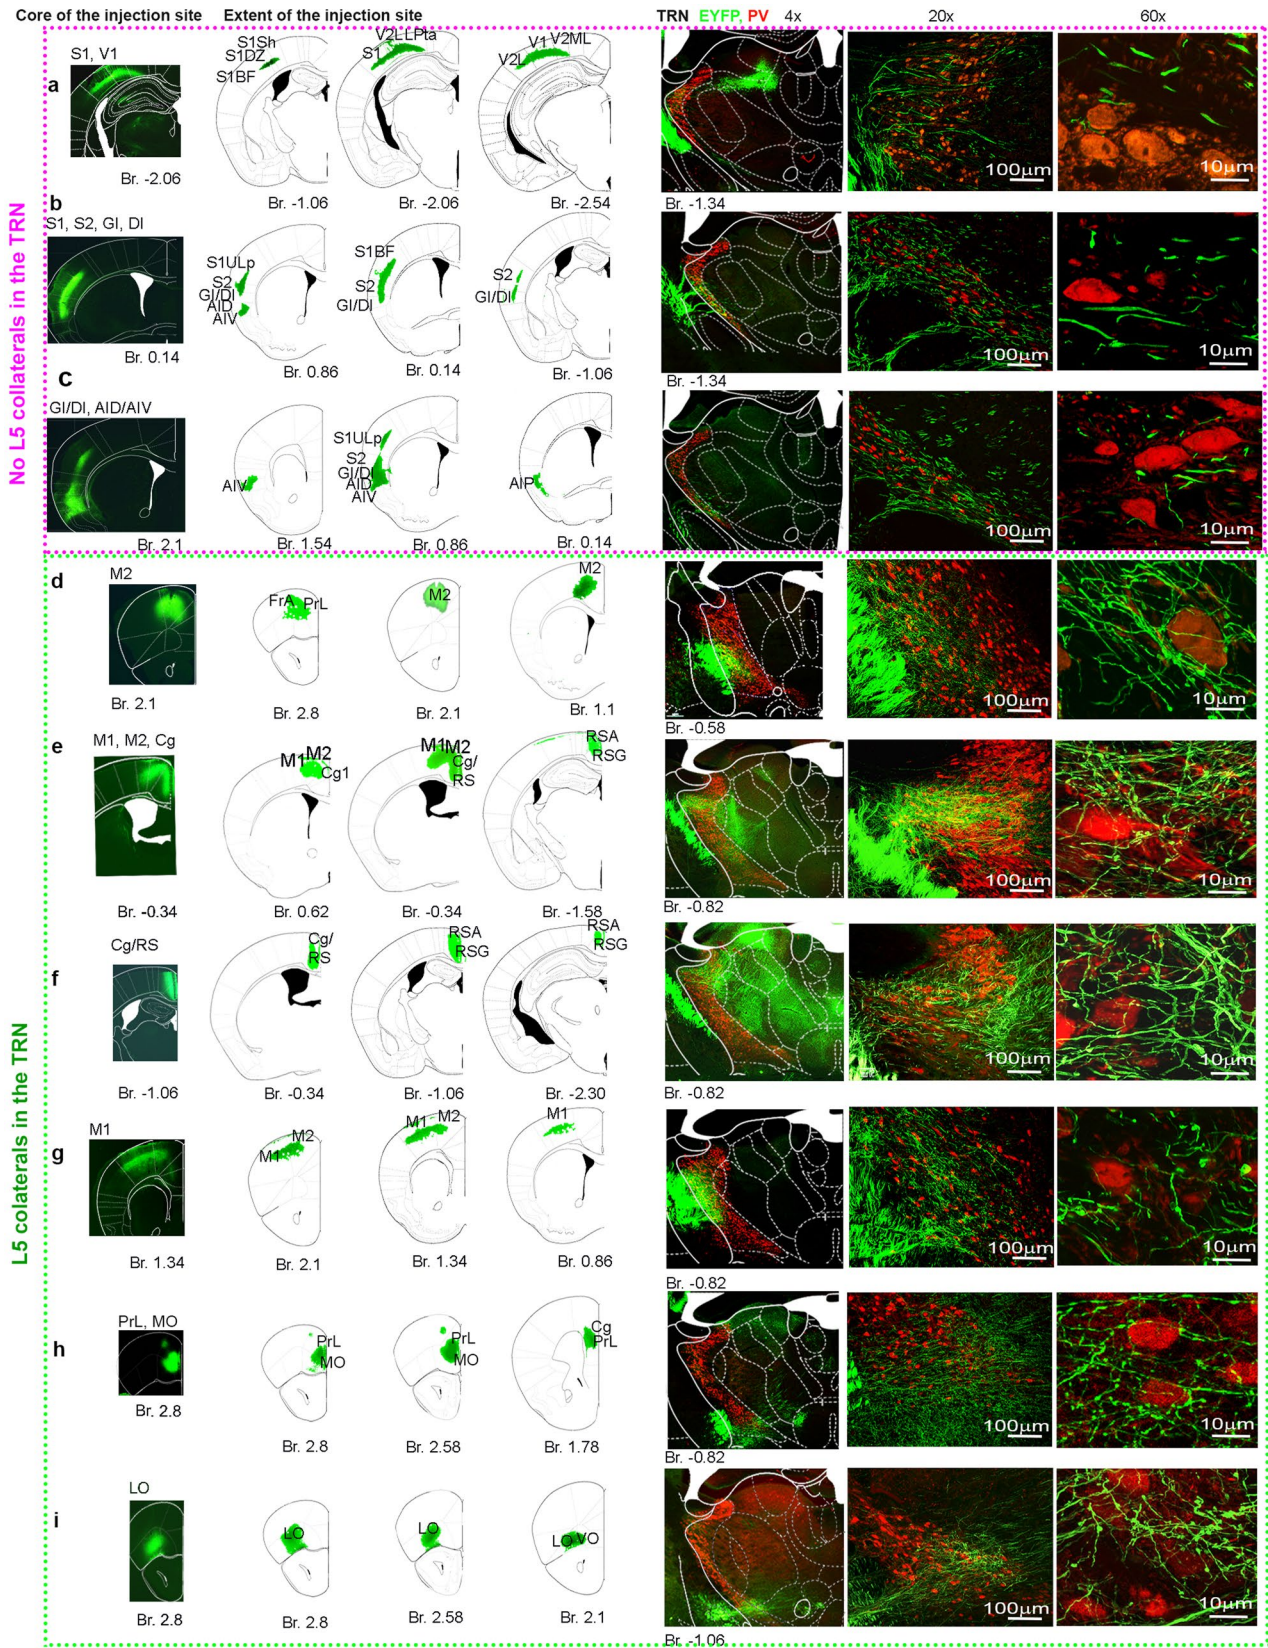 Core of the injection site Extent of the injection site TRN EYFP, PV 4x 20x 60x
No L5 collaterals in the TRN
a
S1, V1
Br. -2.06
S1Sh
S1DZ
S1BF
Br. -1.06
V2LLPta
S1
Br. -2.06
V1 V2ML
V2L
Br. -2.54
Br. -1.34
100µm
10µm
b
S1, S2, GI, DI
Br. 0.14
S1ULp
S2
GI/DI
AID
AIV
Br. 0.86
S1BF
S2
GI/DI
Br. 0.14
S2
GI/DI
Br. -1.06
Br. -1.34
100µm
10µm
c
GI/DI, AID/AIV
Br. 2.1
AIV
Br. 1.54
S1ULp
S2
GI/DI
AID
AIV
Br. 0.86
AIP
Br. 0.14
100µm
10µm
L5 colaterals in the TRN
d
M2
Br. 2.1
FrA PrL
Br. 2.8
M2
Br. 2.1
M2
Br. 1.1
Br. -0.58
100µm
10µm
e
M1, M2, Cg
Br. -0.34
M1 M2
Cg1
Br. 0.62
M1M2
Cg/
RS
Br. -0.34
RSA
RSG
Br. -1.58
Br. -0.82
100µm
10µm
f
Cg/RS
Br. -1.06
Cg/
RS
Br. -0.34
RSA
RSG
Br. -1.06
RSA
RSG
Br. -2.30
Br. -0.82
100µm
10µm
g
M1
Br. 1.34
M2
M1
Br. 2.1
M1 M2
Br. 1.34
M1
Br. 0.86
Br. -0.82
100µm
10µm
h
PrL, MO
Br. 2.8
PrL
MO
Br. 2.8
PrL
MO
Br. 2.58
Cg
PrL
Br. 1.78
Br. -0.82
100µm
10µm
i
LO
Br. 2.8
LO
Br. 2.8
LO
Br. 2.58
LO VO
Br. 2.1
Br. -1.06
100µm
10µm